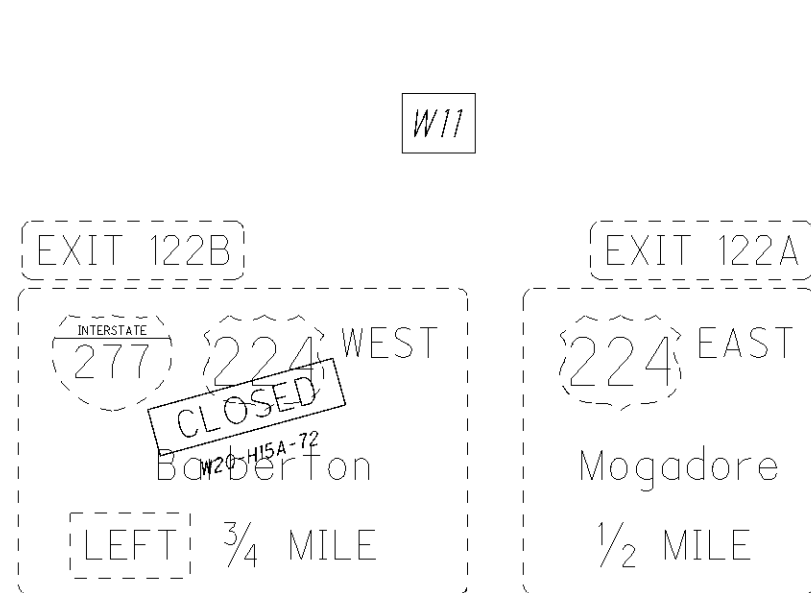 W11
EXIT 122B
INTERSTATE
277
224
WEST
CLOSED
W20-H15A-72
Barberton
LEFT
3/4 MILE
EXIT 122A
224
EAST
Mogadore
1/2 MILE